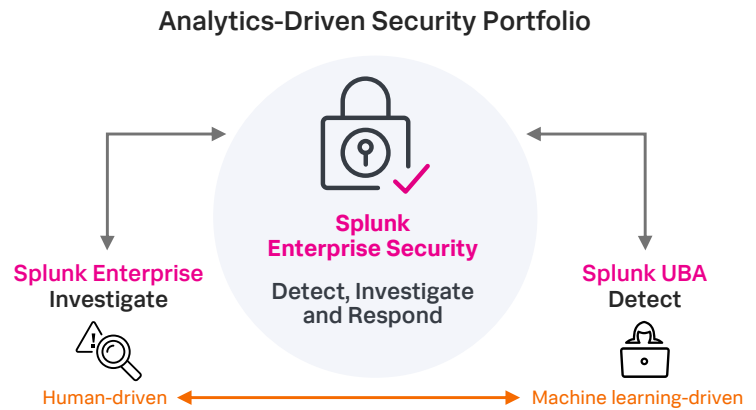 Analytics-Driven Security Portfolio
Splunk
Enterprise Security
Detect, Investigate
and Respond
Splunk Enterprise
Investigate
Splunk UBA
Detect
Human-driven
Machine learning-driven